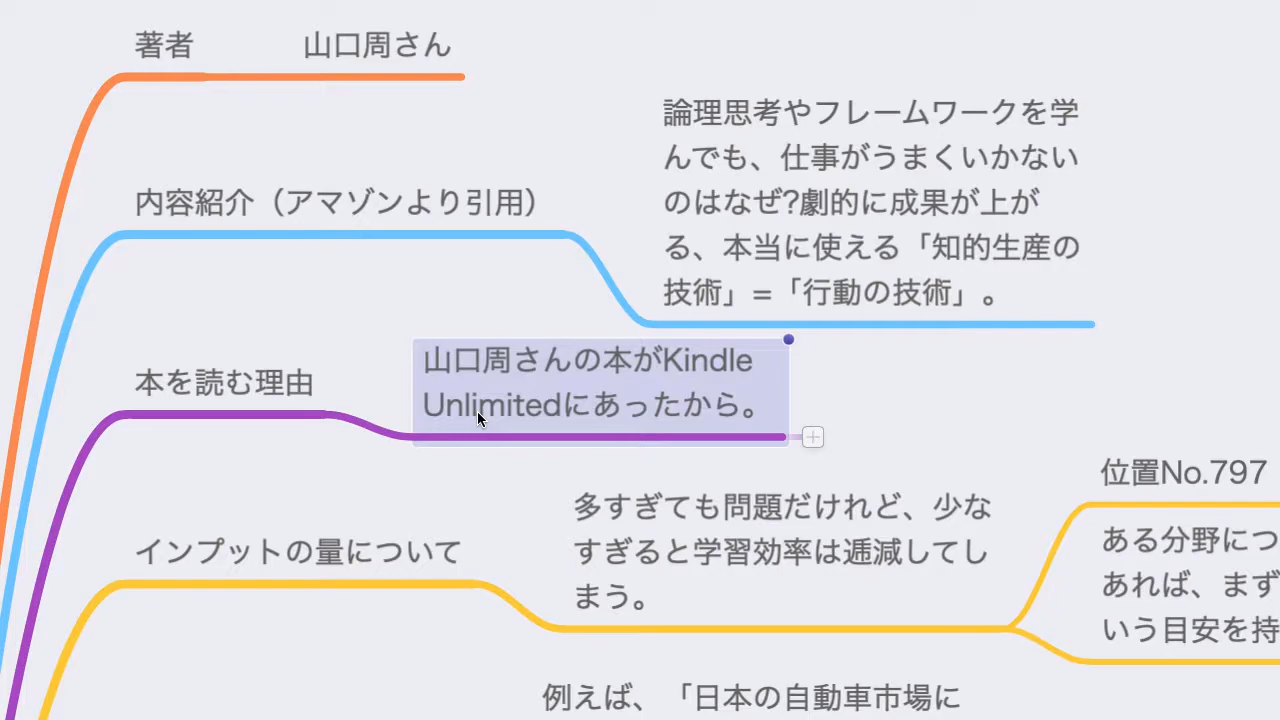 著者
山口周さん
内容紹介（アマゾンより引用）
論理思考やフレームワークを学
んでも、仕事がうまくいかない
のはなぜ?劇的に成果が上が
る、本当に使える「知的生産の
技術」=「行動の技術」。
本を読む理由
山口周さんの本がKindle
Unlimitedにあったから。
インプットの量について
多すぎても問題だけれど、少な
すぎると学習効率は逓減してし
まう。
位置No.797
ある分野につ
あれば、まず
いう目安を持
例えば、「日本の自動車市場に